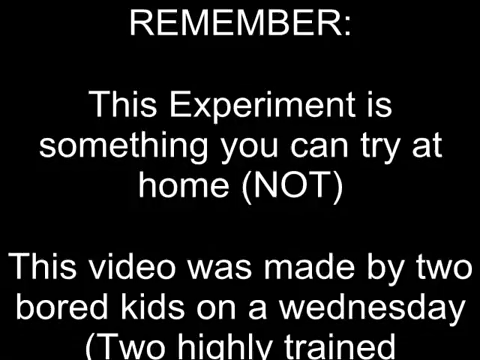 REMEMBER:
This Experiment is
something you can try at
home (NOT)
This video was made by two
bored kids on a wednesday
(Two highly trained